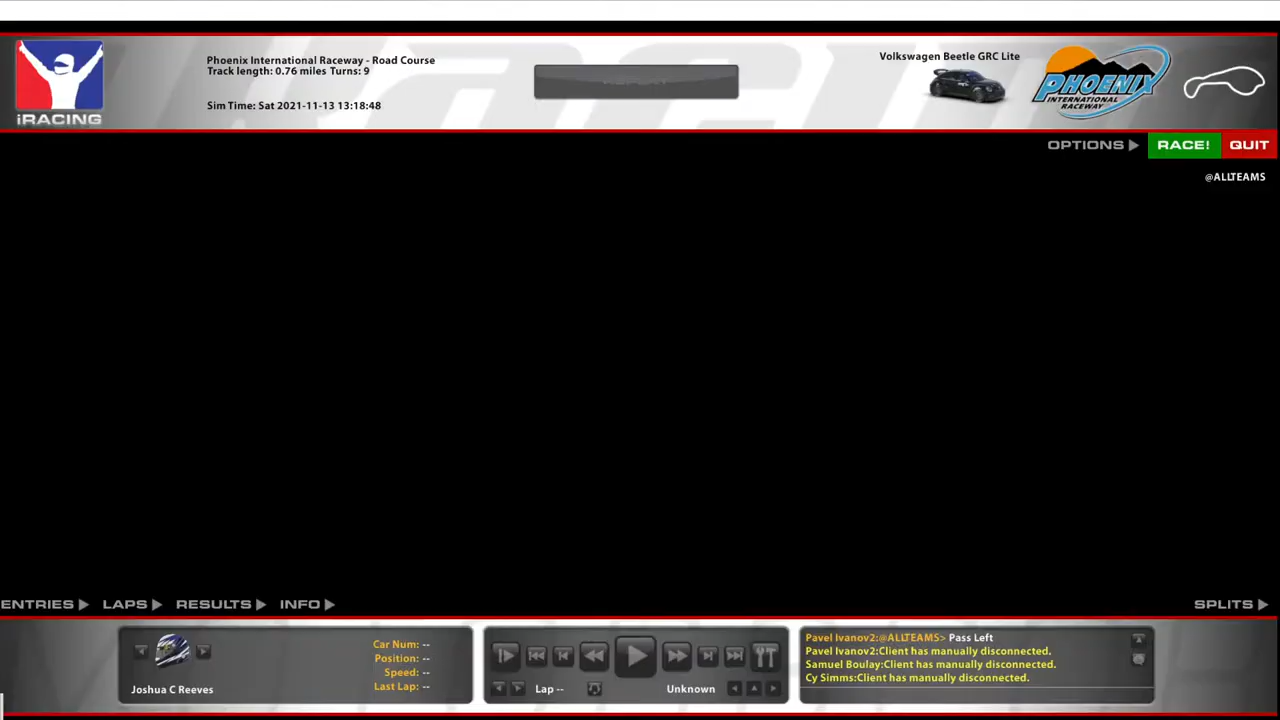 iRACING
Phoenix International Raceway - Road Course
Track length: 0.76 miles Turns: 9
Sim Time: Sat 2021-11-13 13:18:48
Volkswagen Beetle GRC Lite
PHOENIX
INTERNATIONAL
RACEWAY
OPTIONS
RACE!
QUIT
@ALLTEAMS
ENTRIES
LAPS
RESULTS
INFO
SPLITS
Joshua C Reeves
Car Num: --
Position: --
Speed: --
Last Lap: --
Lap --
Unknown
Pavel Ivanov2:@ALLTEAMS> Pass Left
Pavel Ivanov2:Client has manually disconnected.
Samuel Boulay:Client has manually disconnected.
Cy Simms:Client has manually disconnected.